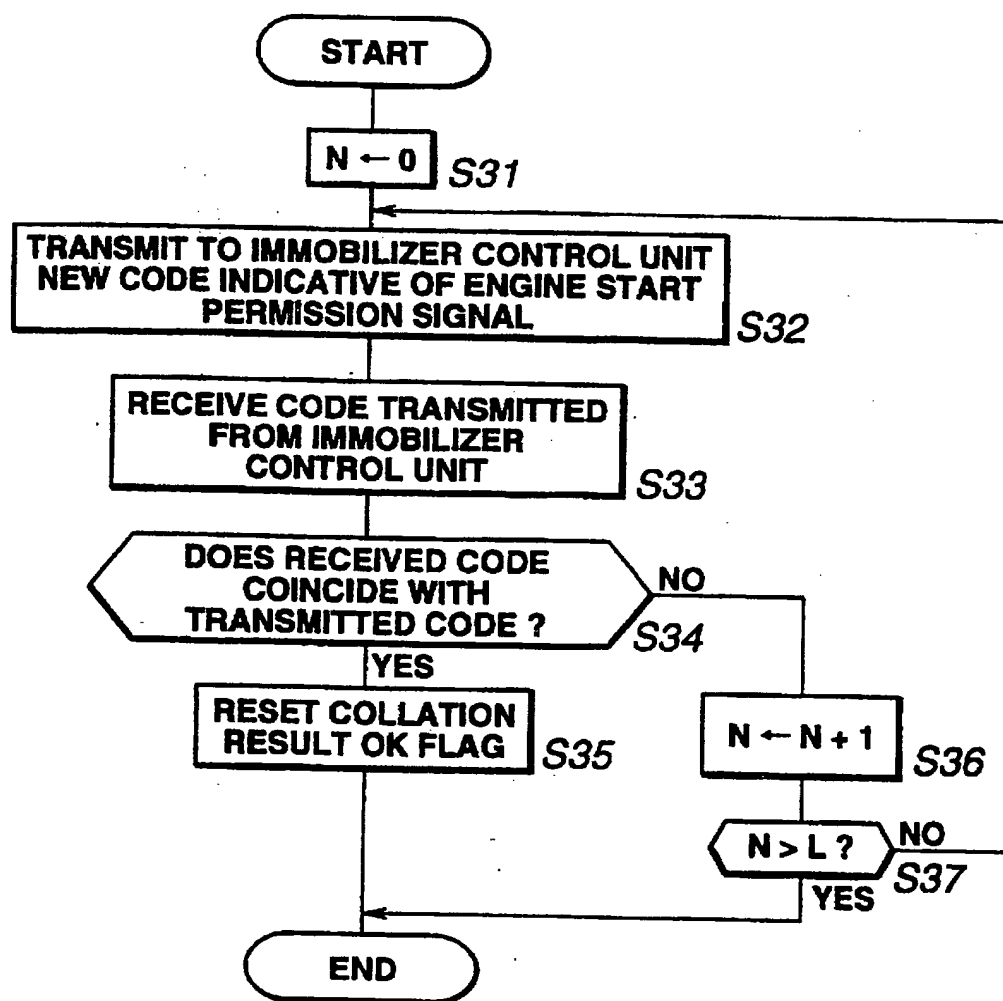 START
N ← 0
S31
TRANSMIT TO IMMOBILIZER CONTROL UNIT
NEW CODE INDICATIVE OF ENGINE START
PERMISSION SIGNAL
S32
RECEIVE CODE TRANSMITTED
FROM IMMOBILIZER
CONTROL UNIT
S33
DOES RECEIVED CODE
COINCIDE WITH
TRANSMITTED CODE ?
NO
S34
YES
RESET COLLATION
RESULT OK FLAG
S35
N ← N + 1
S36
N > L ?
NO
S37
YES
END